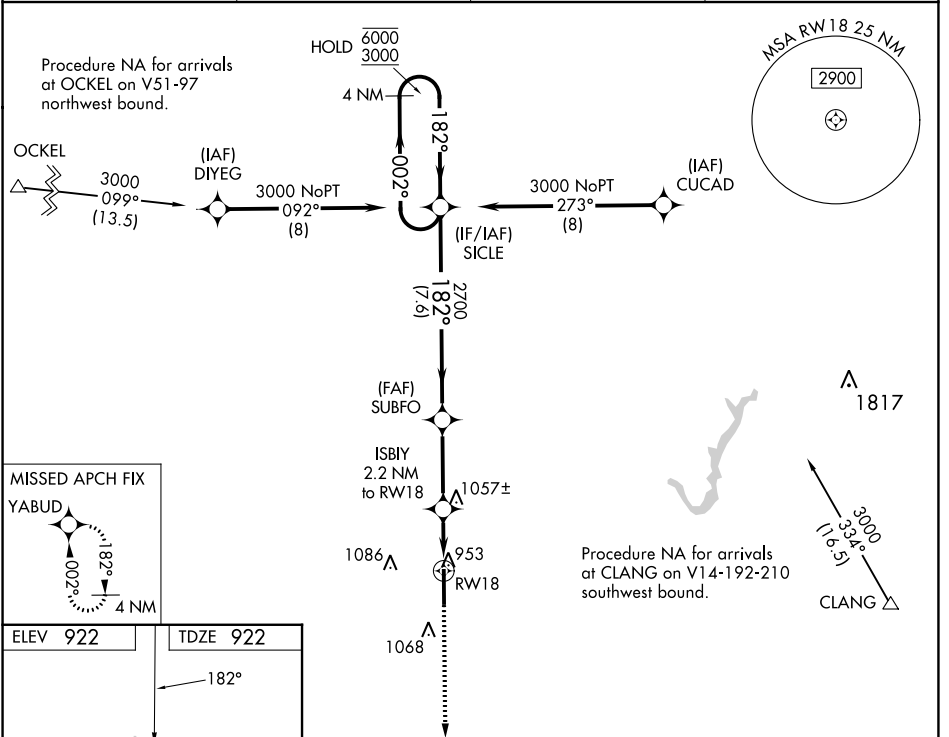 Procedure NA for arrivals
at OCKEL on V51-97
northwest bound.
HOLD 6000
3000
4 NM
182°
002°
MSA RW18 25 NM
2900
OCKEL
3000
099°
(13.5)
(IAF)
DIYEG
3000 NoPT
092°
(8)
(IF/IAF)
SICLE
3000 NoPT
273°
(8)
(IAF)
CUCAD
2700
182°
(7.6)
(FAF)
SUBFO
ISBIY
2.2 NM
to RW18
1057±
1817
1086
953
RW18
1068
Procedure NA for arrivals
at CLANG on V14-192-210
southwest bound.
3000
334°
(16.5)
CLANG
MISSED APCH FIX
YABUD
182°
002°
4 NM
ELEV 922
TDZE 922
182°